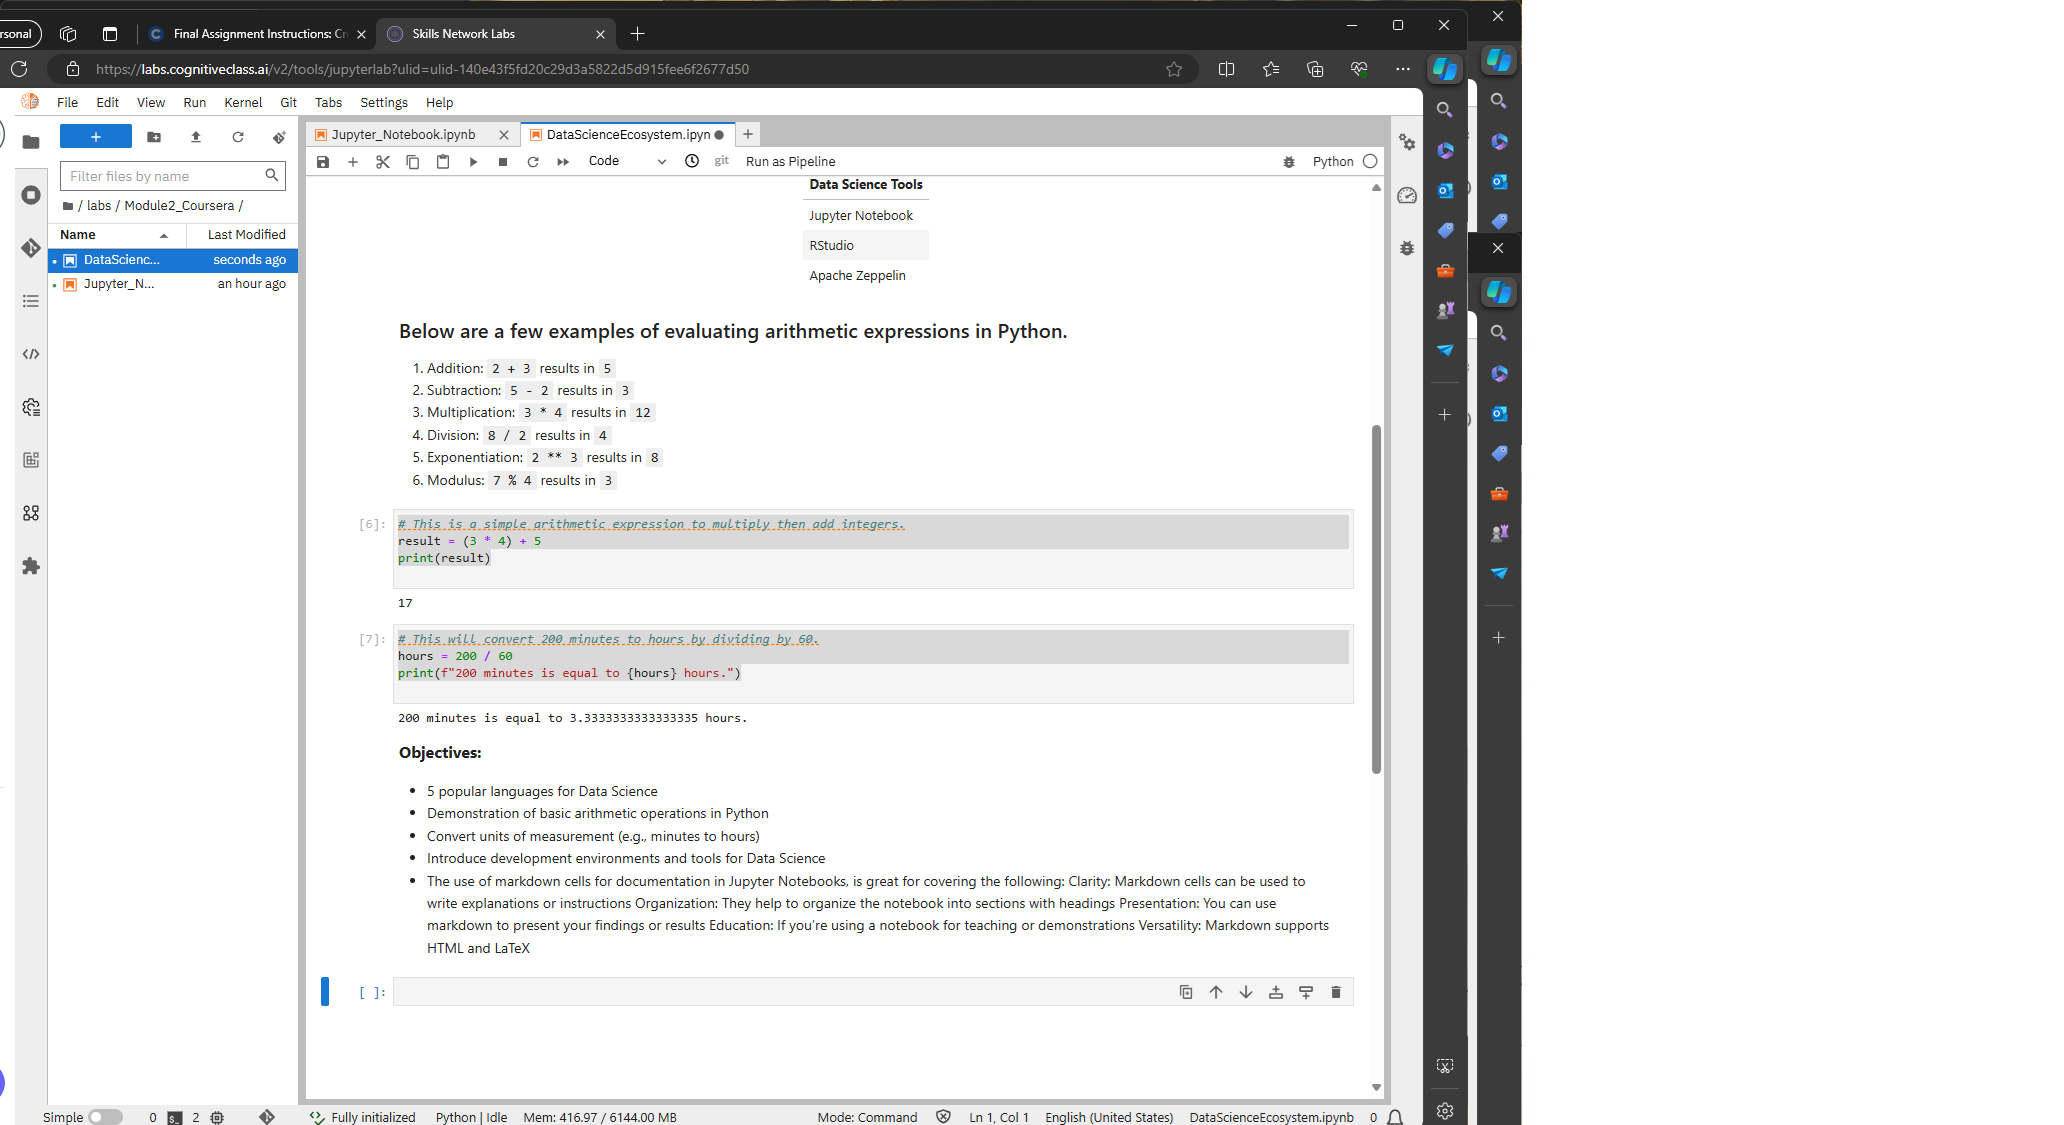 rsonal
Final Assignment Instructions: Cr
Skills Network Labs
https://labs.cognitiveclass.ai/v2/tools/jupyterlab?ulid=ulid-140e43f5fd20c29d3a5822d5d915fee6f2677d50
File Edit View Run Kernel Git Tabs Settings Help
Jupyter_Notebook.ipynb
DataScienceEcosystem.ipyn
Code
git
Run as Pipeline
Python
Filter files by name
/ labs / Module2_Coursera /
Name Last Modified
DataScienc... seconds ago
Jupyter_N... an hour ago
Data Science Tools
Jupyter Notebook
RStudio
Apache Zeppelin
Below are a few examples of evaluating arithmetic expressions in Python.
1. Addition: 2 + 3 results in 5
2. Subtraction: 5 - 2 results in 3
3. Multiplication: 3 * 4 results in 12
4. Division: 8 / 2 results in 4
5. Exponentiation: 2 ** 3 results in 8
6. Modulus: 7 % 4 results in 3
[6]: # This is a simple arithmetic expression to multiply then add integers.
result = (3 * 4) + 5
print(result)
17
[7]: # This will convert 200 minutes to hours by dividing by 60.
hours = 200 / 60
print(f"200 minutes is equal to {hours} hours.")
200 minutes is equal to 3.3333333333333335 hours.
Objectives:
• 5 popular languages for Data Science
• Demonstration of basic arithmetic operations in Python
• Convert units of measurement (e.g., minutes to hours)
• Introduce development environments and tools for Data Science
• The use of markdown cells for documentation in Jupyter Notebooks, is great for covering the following: Clarity: Markdown cells can be used to
write explanations or instructions Organization: They help to organize the notebook into sections with headings Presentation: You can use
markdown to present your findings or results Education: If you're using a notebook for teaching or demonstrations Versatility: Markdown supports
HTML and LaTeX
[ ]:
Simple 0 2 Fully initialized Python | Idle Mem: 416.97 / 6144.00 MB Mode: Command Ln 1, Col 1 English (United States) DataScienceEcosystem.ipynb 0